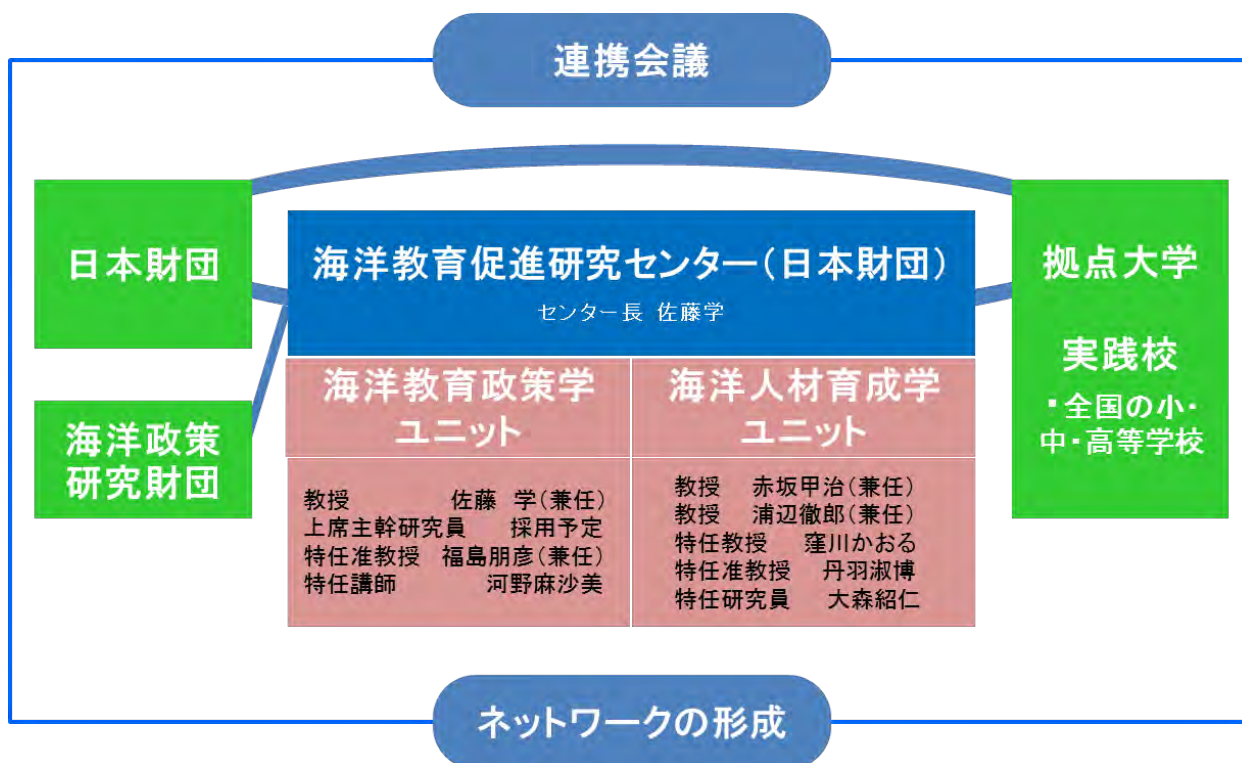 連携会議
日本財団
海洋政策
研究財団
海洋教育促進研究センター(日本財団)
センター長 佐藤学
海洋教育政策学
ユニット
教授 佐藤 学(兼任)
上席主幹研究員 採用予定
特任准教授 福島朋彦(兼任)
特任講師 河野麻沙美
海洋人材育成学
ユニット
教授 赤坂甲治(兼任)
教授 浦辺徹郎(兼任)
特任教授 窪川かおる
特任准教授 丹羽淑博
特任研究員 大森紹仁
拠点大学
実践校
・全国の小・
中・高等学校
ネットワークの形成